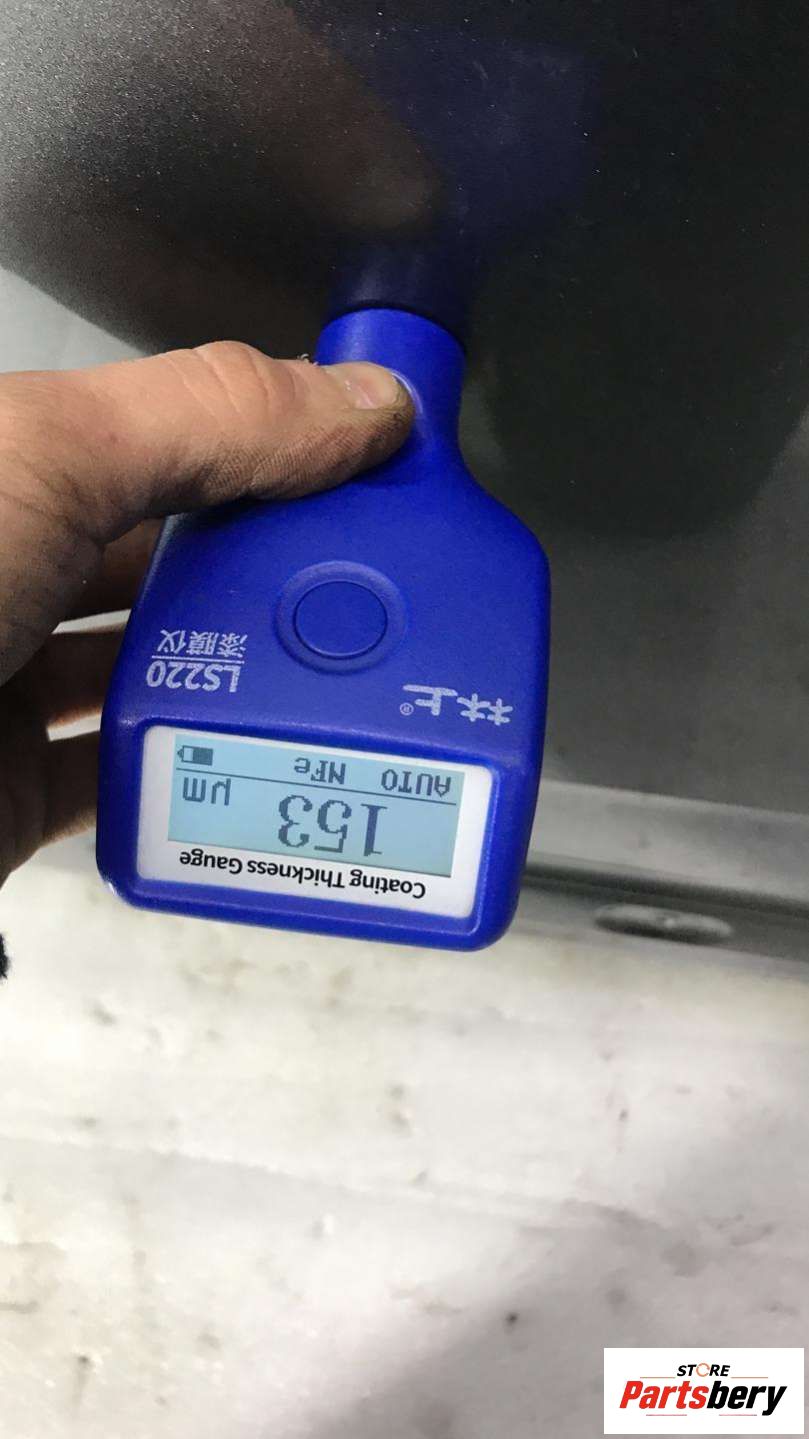 Coating Thickness Gauge
153 µm
AUTO NFe
林上®
LS220
漆膜仪
STORE
Partsbery